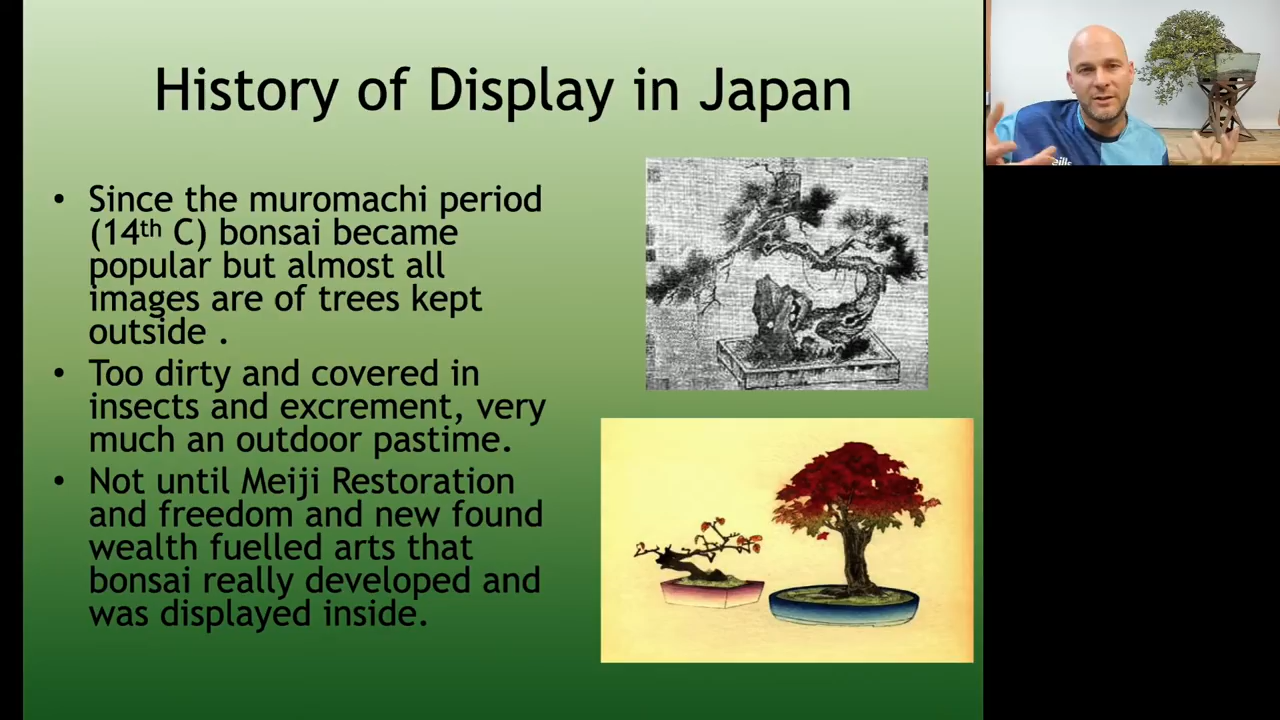 History of Display in Japan
• Since the muromachi period
(14th C) bonsai became
popular but almost all
images are of trees kept
outside .
• Too dirty and covered in
insects and excrement, very
much an outdoor pastime.
• Not until Meiji Restoration
and freedom and new found
wealth fuelled arts that
bonsai really developed and
was displayed inside.